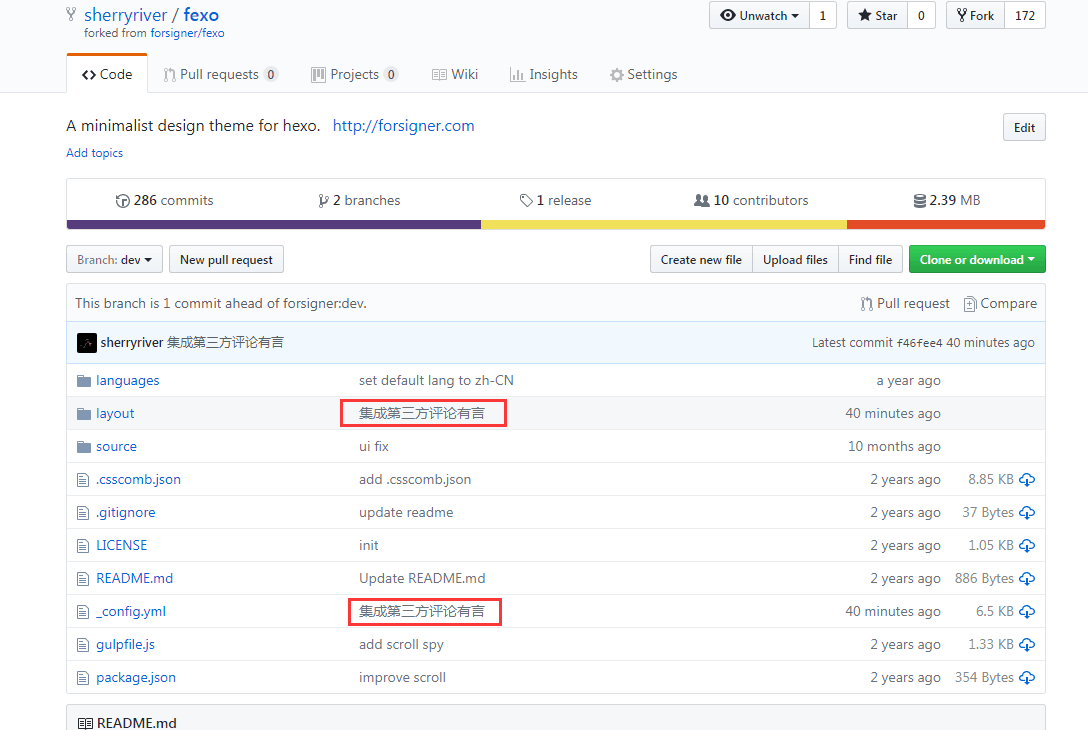 sherryriver / fexo
forked from forsigner/fexo
Unwatch 1 Star 0 Fork 172
Code Pull requests 0 Projects 0 Wiki Insights Settings
A minimalist design theme for hexo. http://forsigner.com
Edit
Add topics
286 commits 2 branches 1 release 10 contributors 2.39 MB
Branch: dev New pull request Create new file Upload files Find file Clone or download
This branch is 1 commit ahead of forsigner:dev. Pull request Compare
sherryriver 集成第三方评论有言 Latest commit f46fee4 40 minutes ago
languages set default lang to zh-CN a year ago
layout 集成第三方评论有言 40 minutes ago
source ui fix 10 months ago
.csscomb.json add .csscomb.json 2 years ago 8.85 KB
.gitignore update readme 2 years ago 37 Bytes
LICENSE init 2 years ago 1.05 KB
README.md Update README.md 2 years ago 886 Bytes
_config.yml 集成第三方评论有言 40 minutes ago 6.5 KB
gulpfile.js add scroll spy 2 years ago 1.33 KB
package.json improve scroll 2 years ago 354 Bytes
README.md